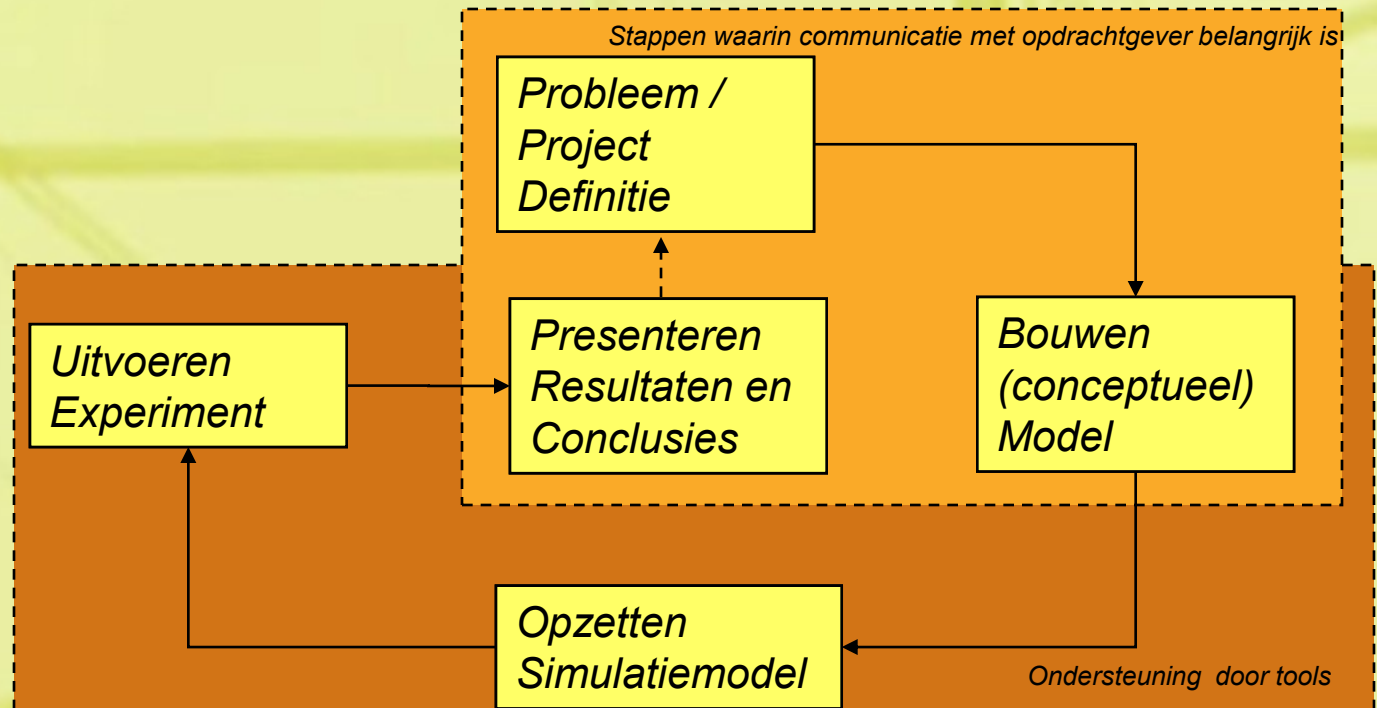 Stappen waarin communicatie met opdrachtgever belangrijk is
Probleem /
Project
Definitie
Uitvoeren
Experiment
Presenteren
Resultaten en
Conclusies
Bouwen
(conceptueel)
Model
Opzetten
Simulatiemodel
Ondersteuning door tools